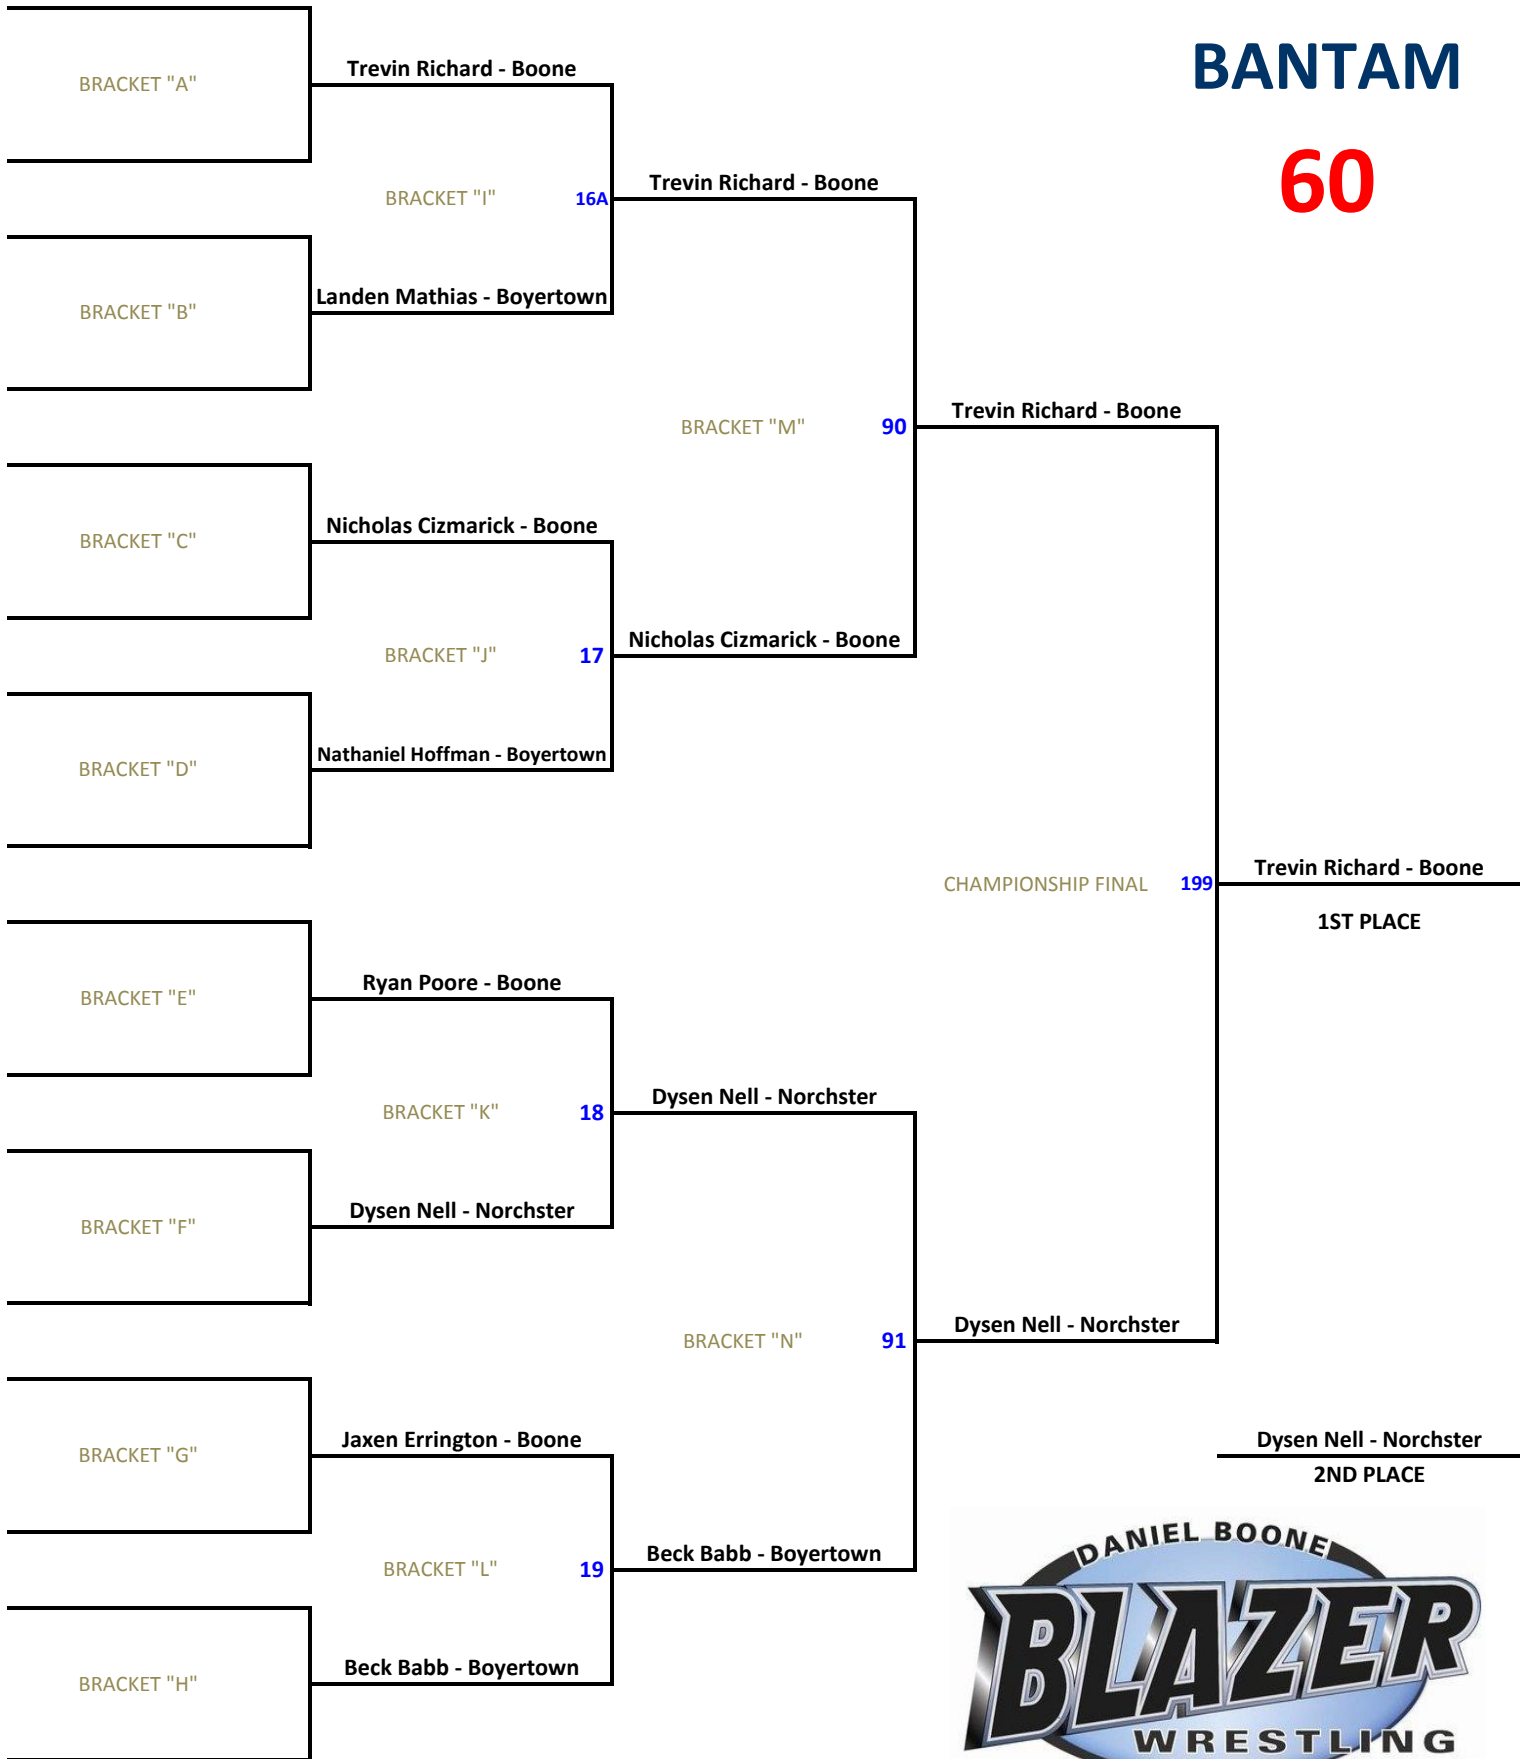 BANTAM
60
BRACKET "A"
Trevin Richard - Boone
BRACKET "I"
16A
Trevin Richard - Boone
BRACKET "B"
Landen Mathias - Boyertown
BRACKET "M"
90
Trevin Richard - Boone
BRACKET "C"
Nicholas Cizmarick - Boone
BRACKET "J"
17
Nicholas Cizmarick - Boone
BRACKET "D"
Nathaniel Hoffman - Boyertown
CHAMPIONSHIP FINAL
199
Trevin Richard - Boone
1ST PLACE
BRACKET "E"
Ryan Poore - Boone
BRACKET "K"
18
Dysen Nell - Norchster
BRACKET "F"
Dysen Nell - Norchster
BRACKET "N"
91
Dysen Nell - Norchster
BRACKET "G"
Jaxen Errington - Boone
Dysen Nell - Norchster
2ND PLACE
BRACKET "L"
19
Beck Babb - Boyertown
BRACKET "H"
Beck Babb - Boyertown
DANIEL BOONE
BLAZER
WRESTLING